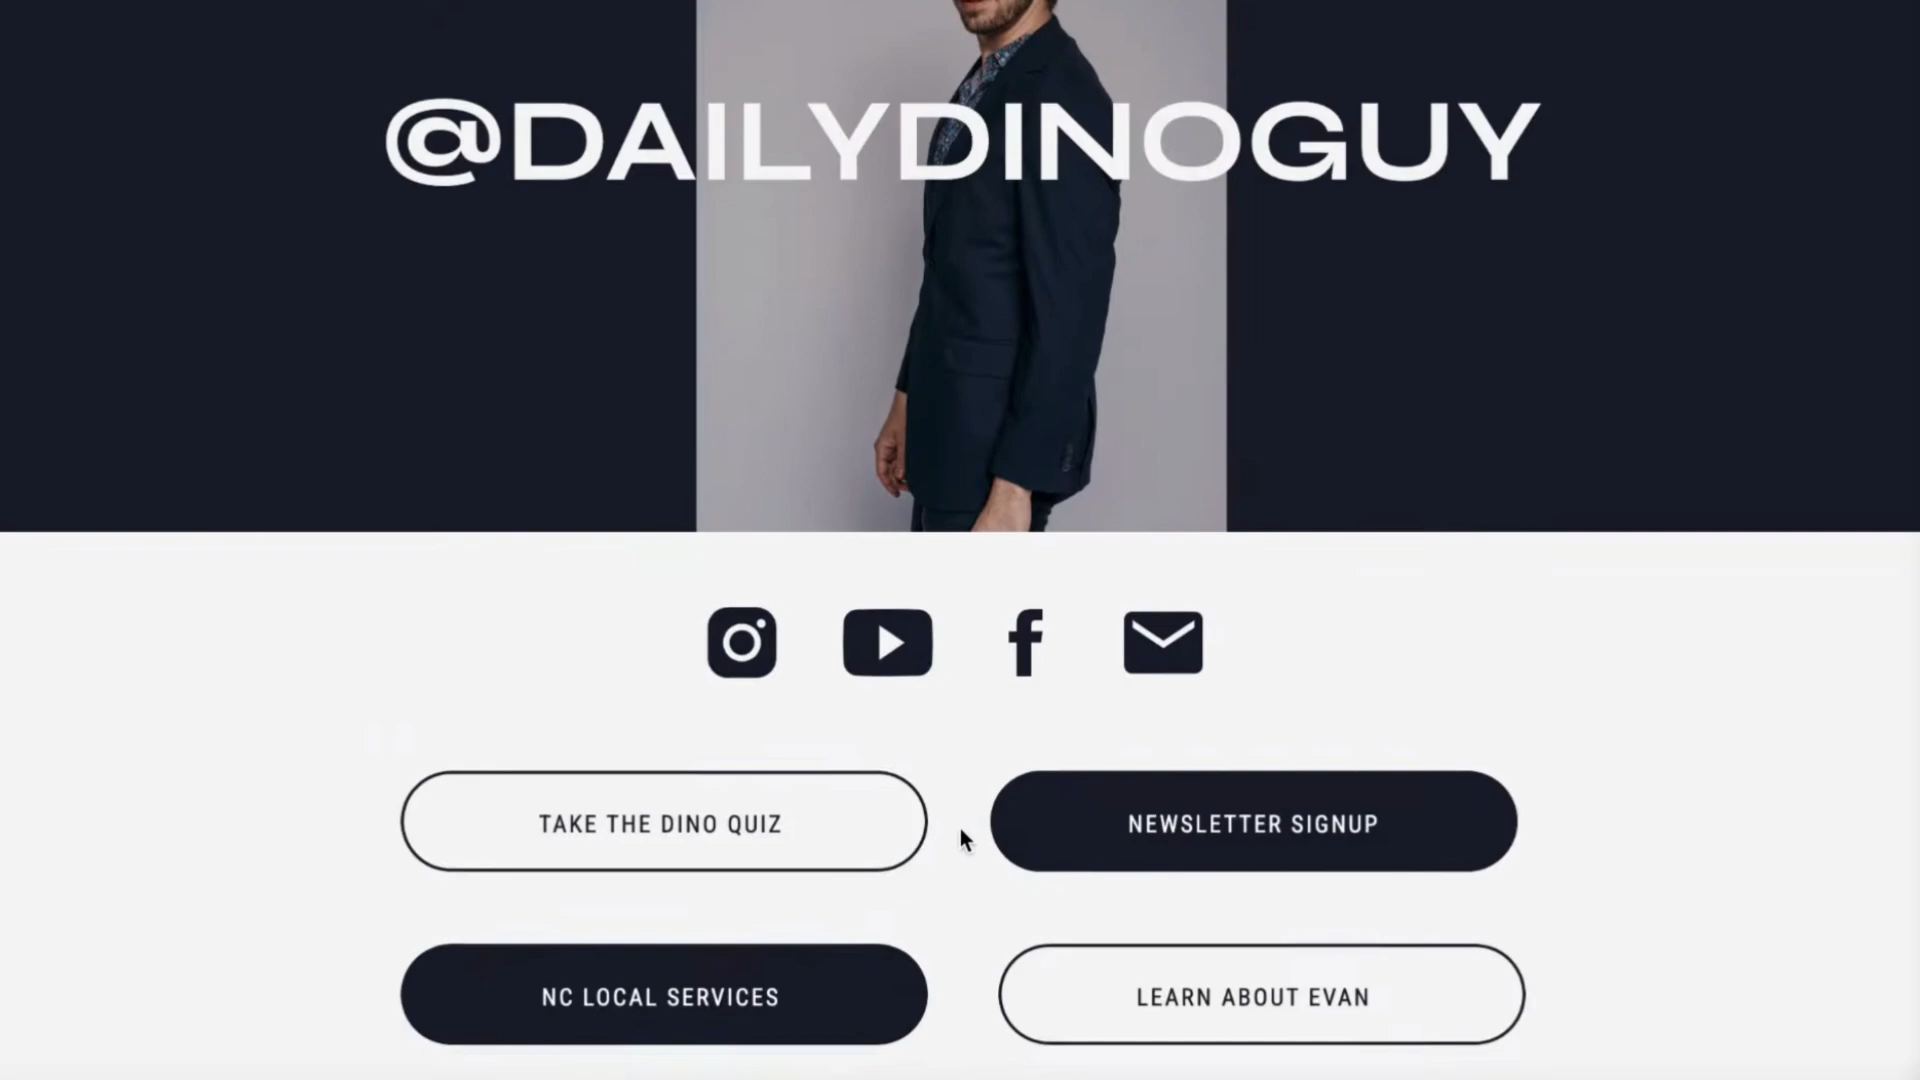 @DAILYDINOGUY
TAKE THE DINO QUIZ
NEWSLETTER SIGNUP
NC LOCAL SERVICES
LEARN ABOUT EVAN